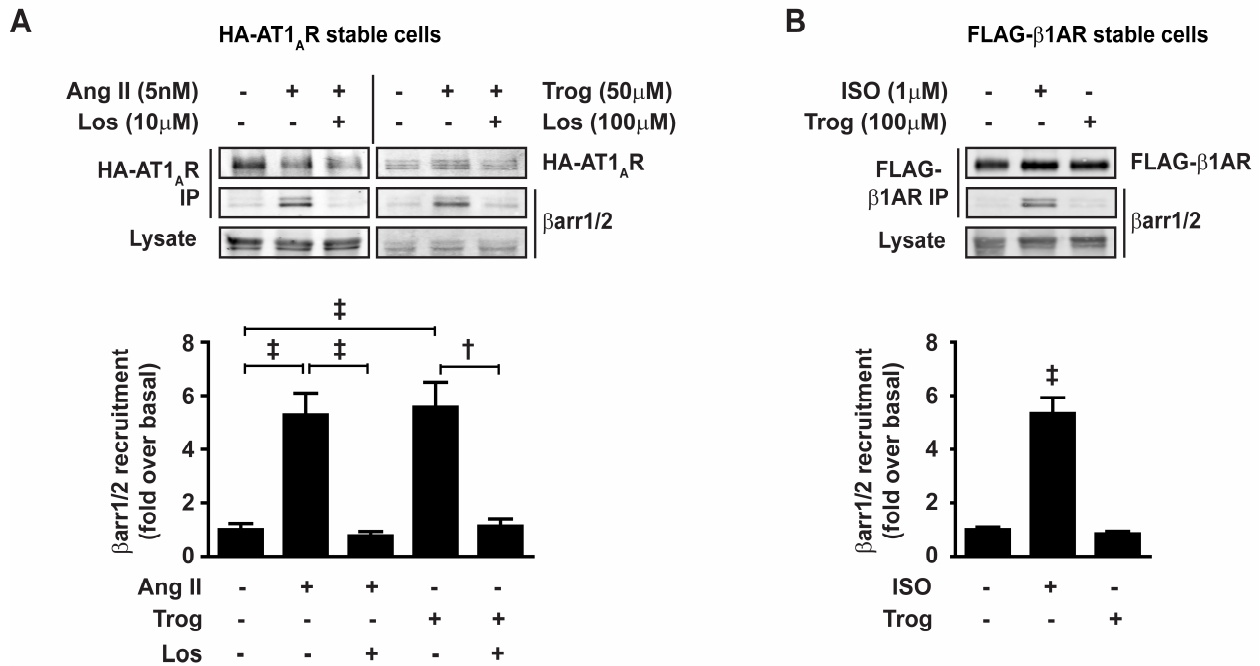 A
B
HA-AT1AR stable cells
FLAG-β1AR stable cells
Ang II (5nM) - + + - + + Trog (50μM)
Los (10μM) - - + - - + Los (100μM)
HA-AT1AR IP
HA-AT1AR
βarr1/2
Lysate
ISO (1μM) - + -
Trog (100μM) - - +
FLAG-β1AR IP
FLAG-β1AR
βarr1/2
Lysate
‡
‡ ‡ †
βarr1/2 recruitment
(fold over basal)
8
6
4
2
0
Ang II - + + - -
Trog - - - + +
Los - - + - +
‡
βarr1/2 recruitment
(fold over basal)
8
6
4
2
0
ISO - + -
Trog - - +